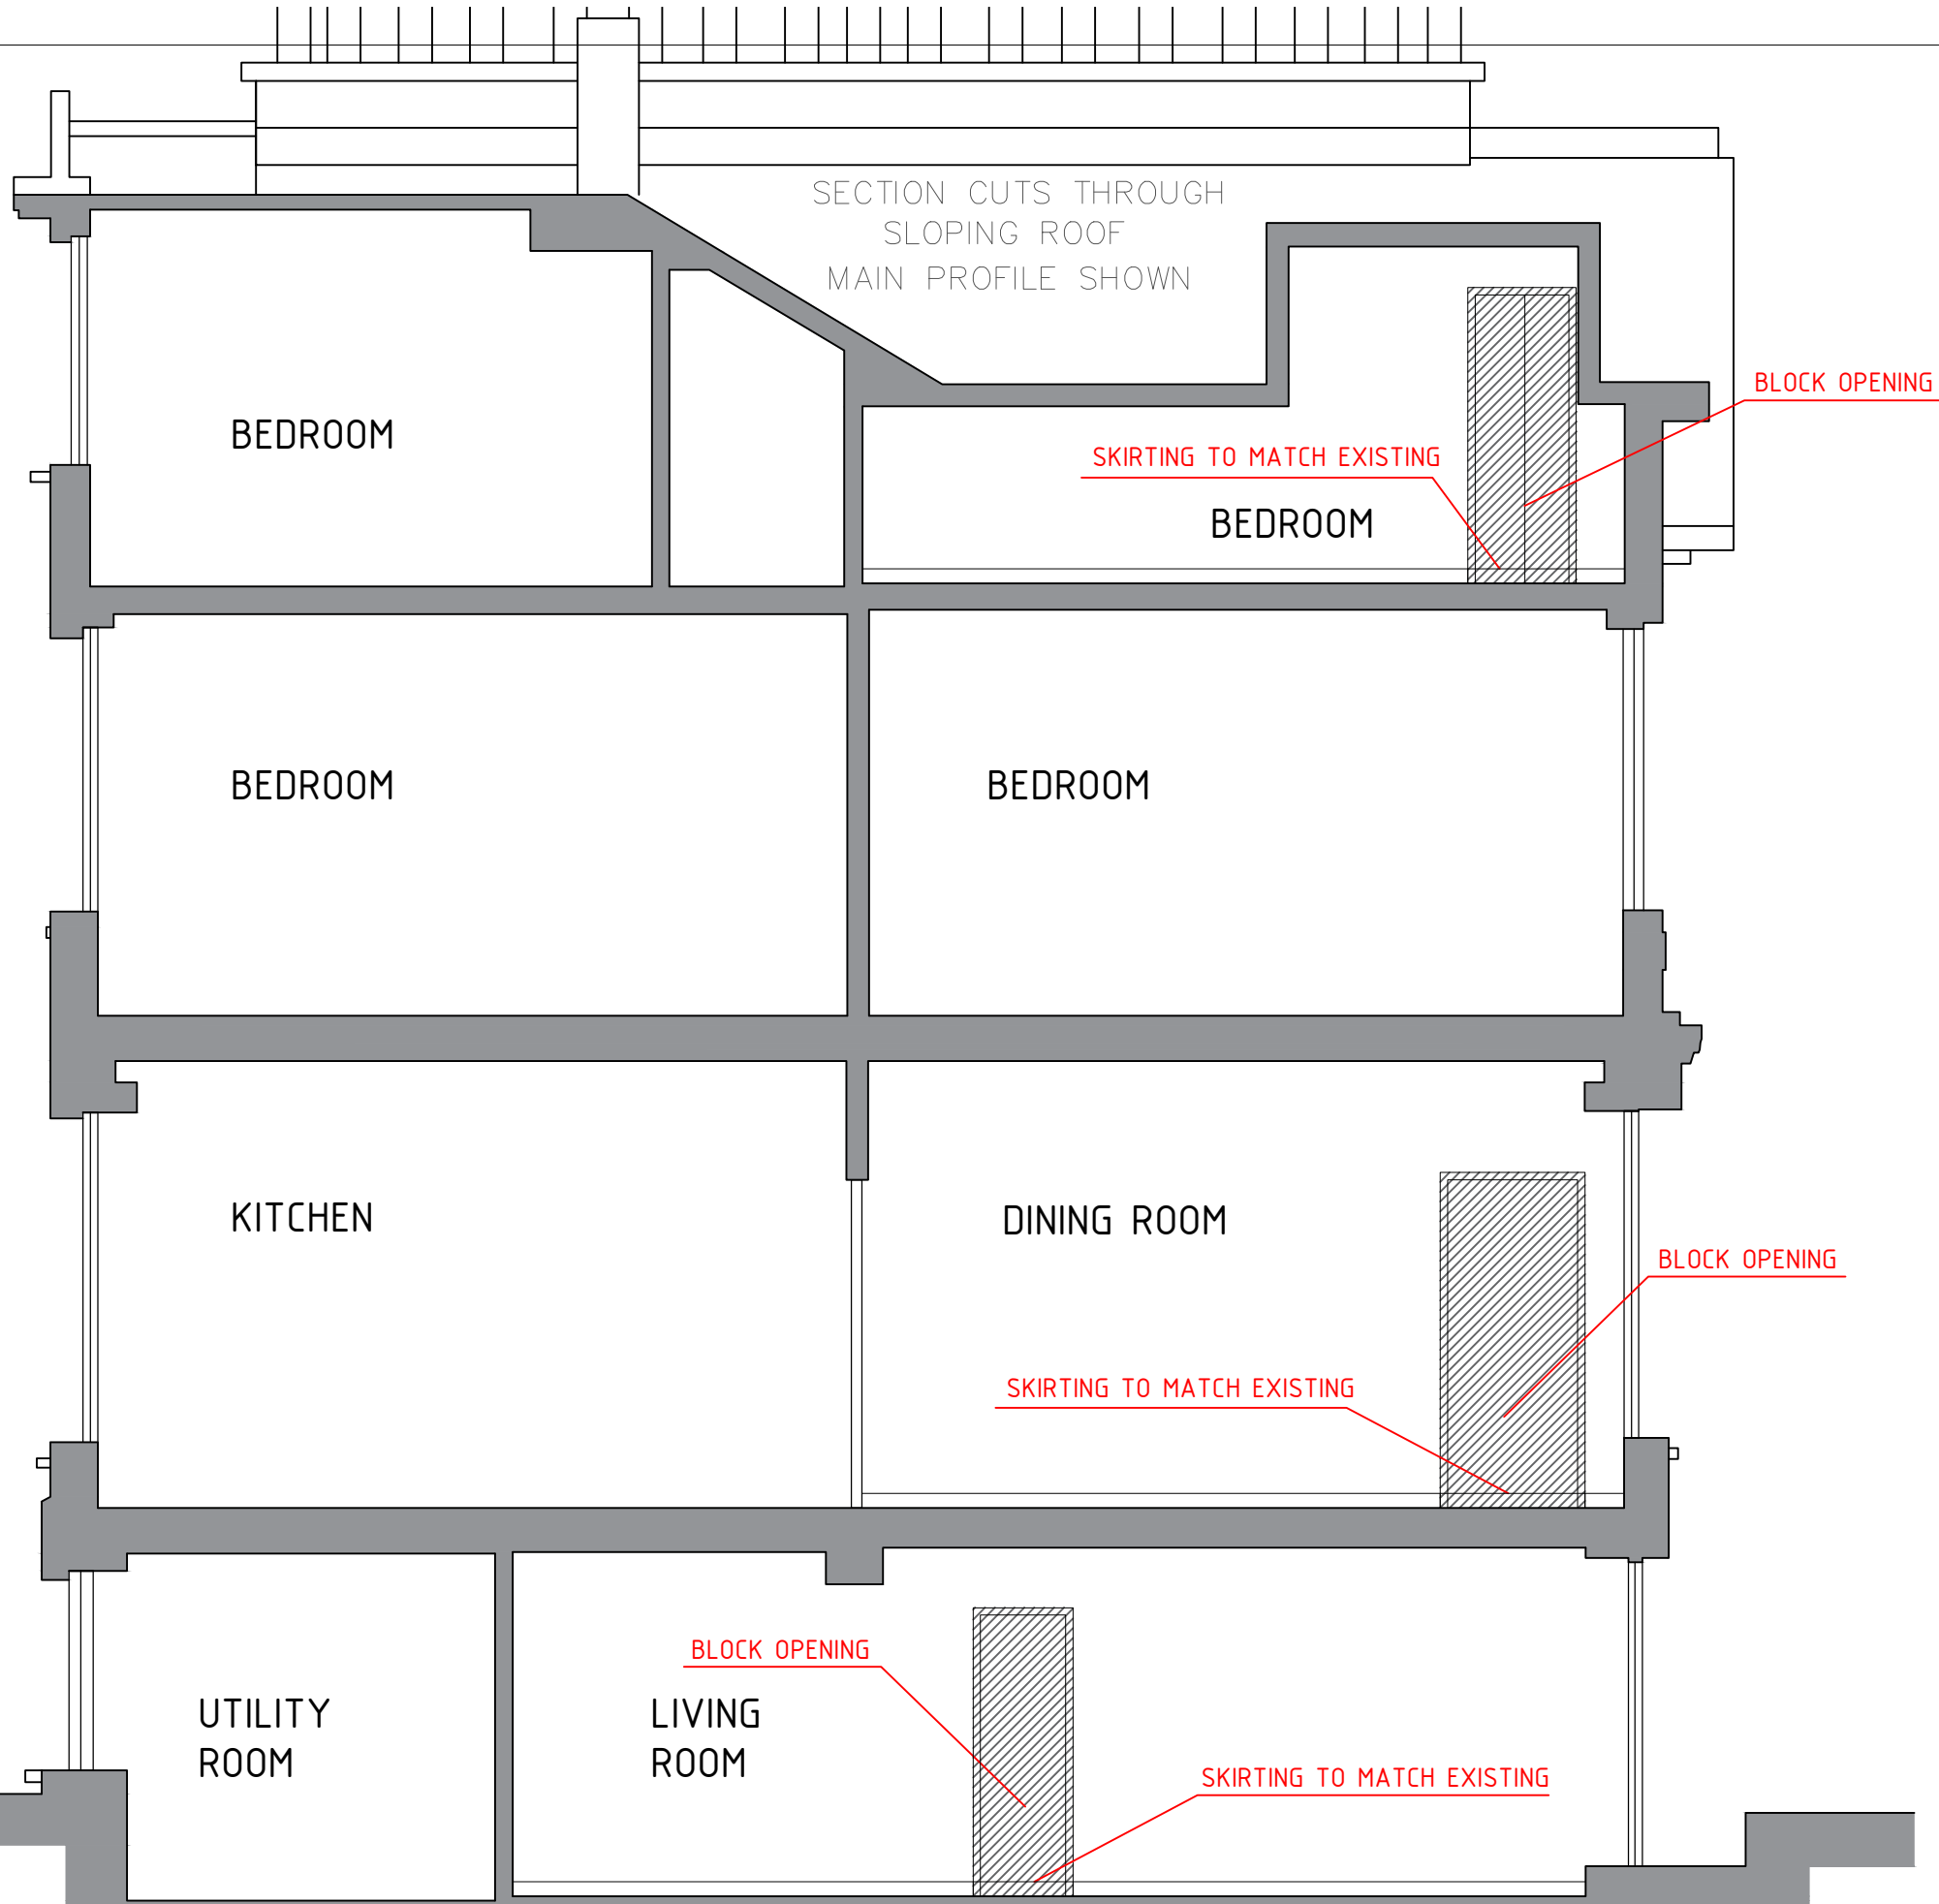 SECTION CUTS THROUGH
SLOPING ROOF
MAIN PROFILE SHOWN
BLOCK OPENING
BEDROOM
SKIRTING TO MATCH EXISTING
BEDROOM
BEDROOM
BEDROOM
KITCHEN
DINING ROOM
BLOCK OPENING
SKIRTING TO MATCH EXISTING
BLOCK OPENING
UTILITY
ROOM
LIVING
ROOM
SKIRTING TO MATCH EXISTING